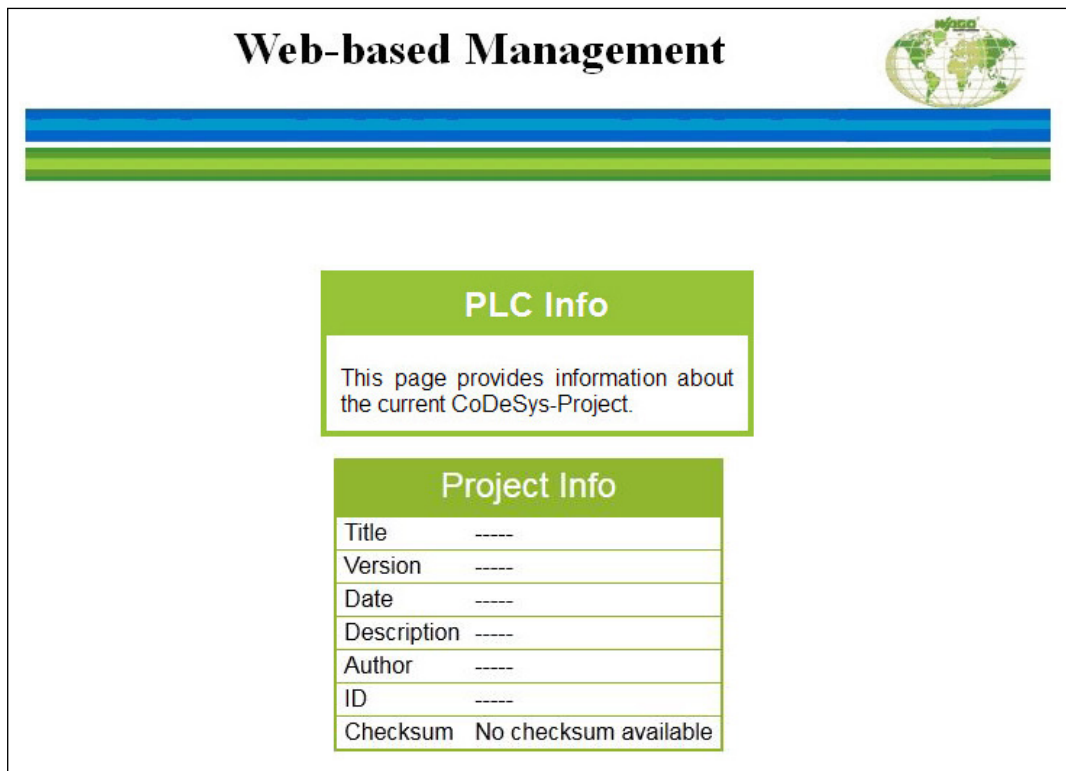 Web-based Management
WAGO
PLC Info
This page provides information about
the current CoDeSys-Project.
Project Info
Title -----
Version -----
Date -----
Description -----
Author -----
ID -----
Checksum No checksum available